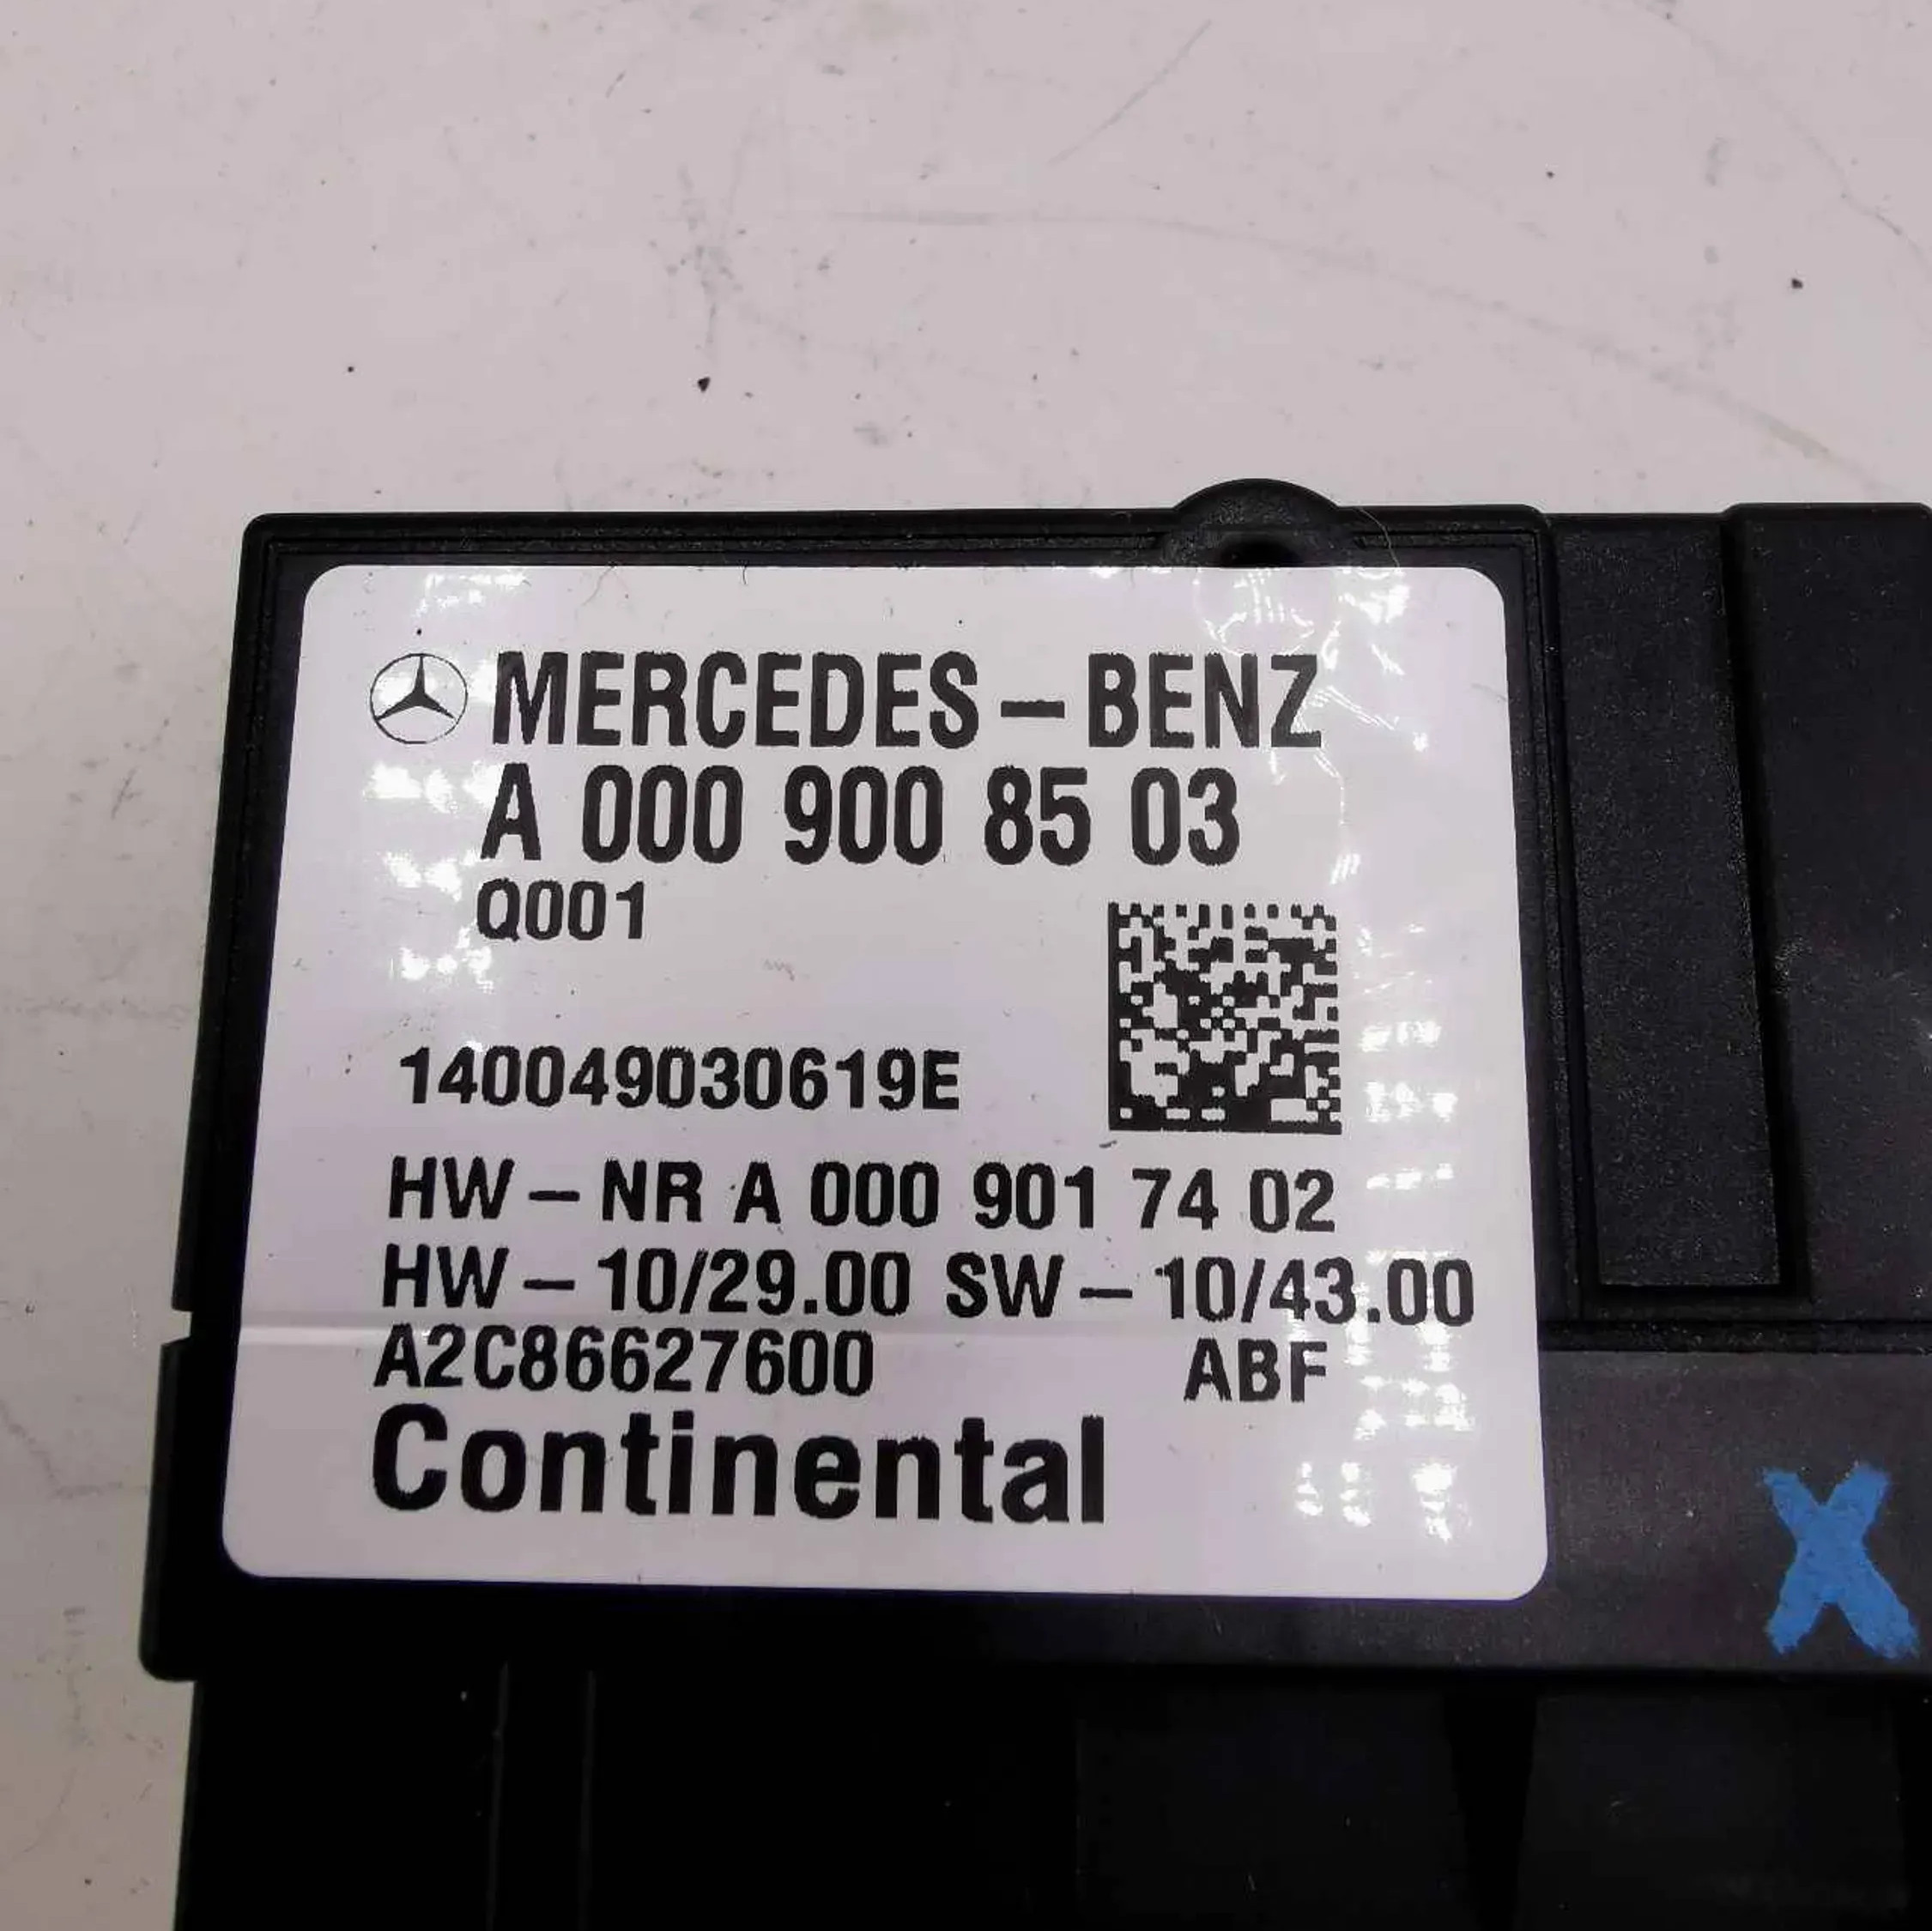 MERCEDES-BENZ
A 000 900 85 03
Q001
140049030619E
HW-NR A 000 901 74 02
HW-10/29.00 SW-10/43.00
A2C86627600 ABF
Continental
X